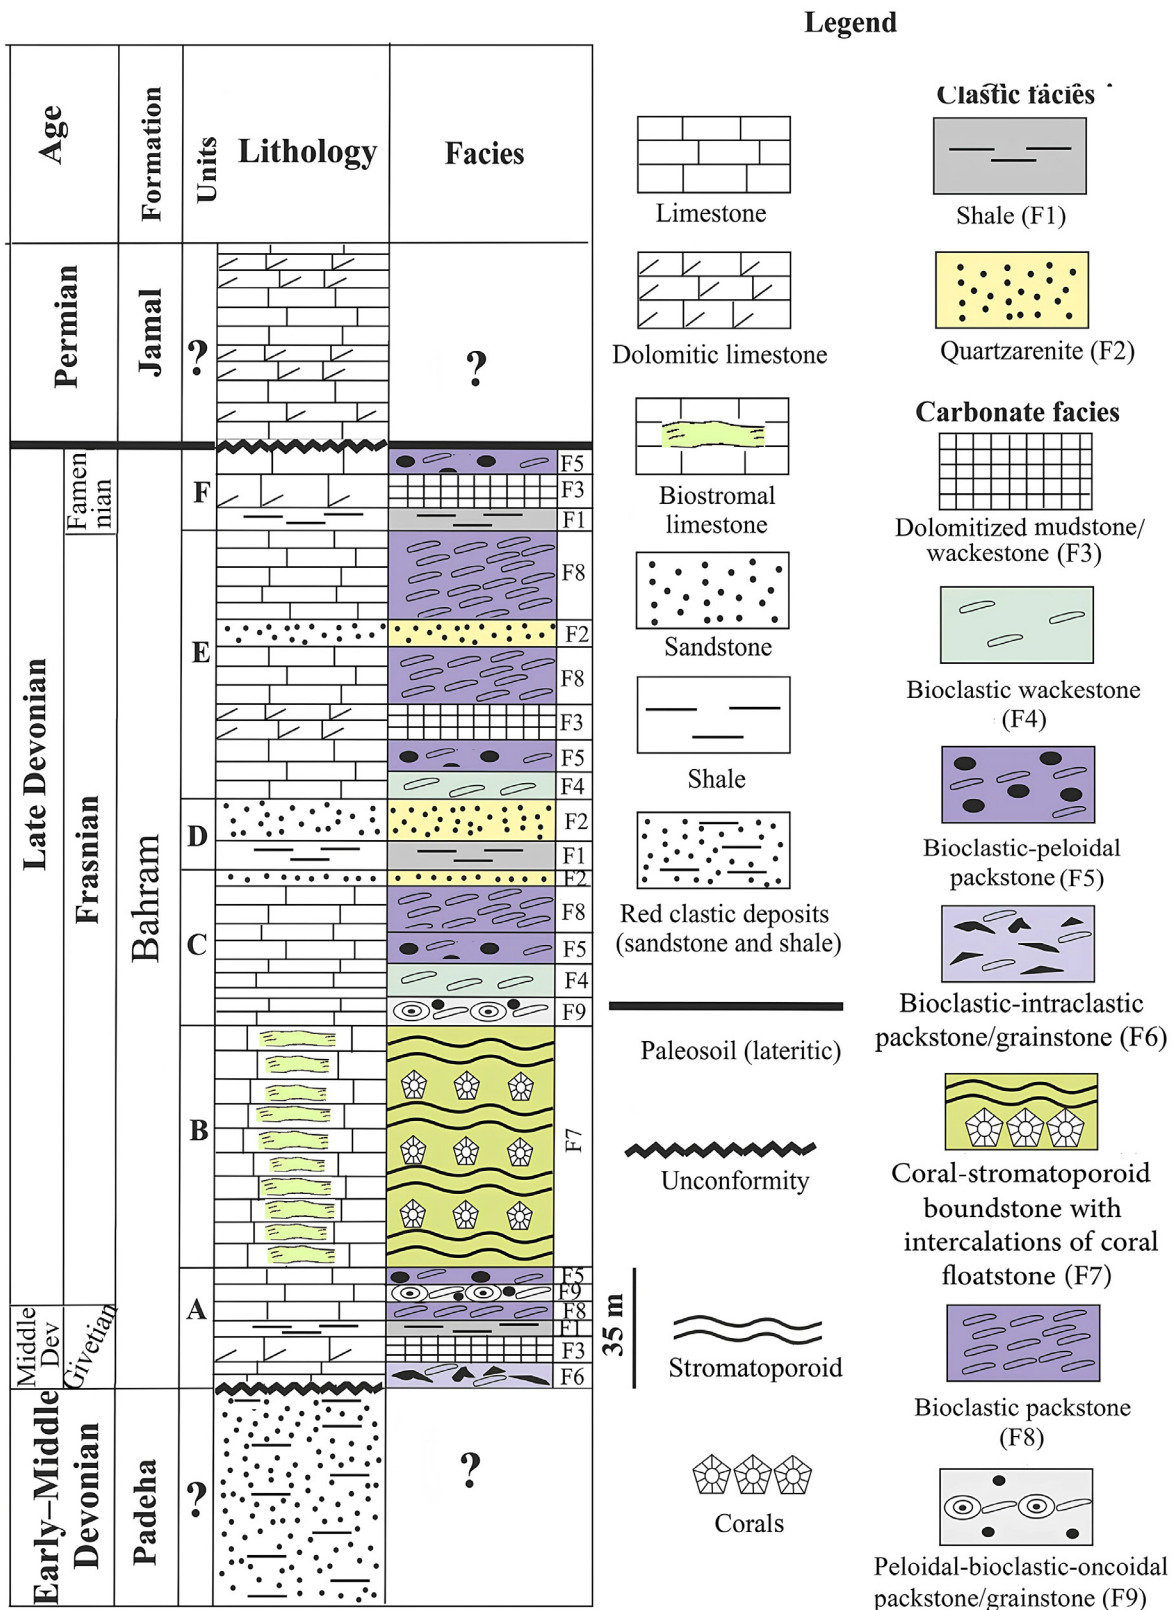 Legend
Age
Formation
Units
Lithology
Facies
Permian
Jamal
?
?
Late Devonian
Famen
nian
Frasnian
Bahram
F
F5
F3
F1
E
F8
F2
F8
F3
F5
F4
D
F2
F1
C
F2
F8
F5
F4
F9
B
F7
A
F5
F9
F8
F1
F3
F6
Middle
Dev
Givetian
Early–Middle
Devonian
Padeha
?
?
35 m
Limestone
Dolomitic limestone
Biostromal
limestone
Sandstone
Shale
Red clastic deposits
(sandstone and shale)
Paleosoil (lateritic)
Unconformity
Stromatoporoid
Corals
Clastic facies
Shale (F1)
Quartzarenite (F2)
Carbonate facies
Dolomitized mudstone/
wackestone (F3)
Bioclastic wackestone
(F4)
Bioclastic-peloidal
packstone (F5)
Bioclastic-intraclastic
packstone/grainstone (F6)
Coral-stromatoporoid
boundstone with
intercalations of coral
floatstone (F7)
Bioclastic packstone
(F8)
Peloidal-bioclastic-oncoidal
packstone/grainstone (F9)